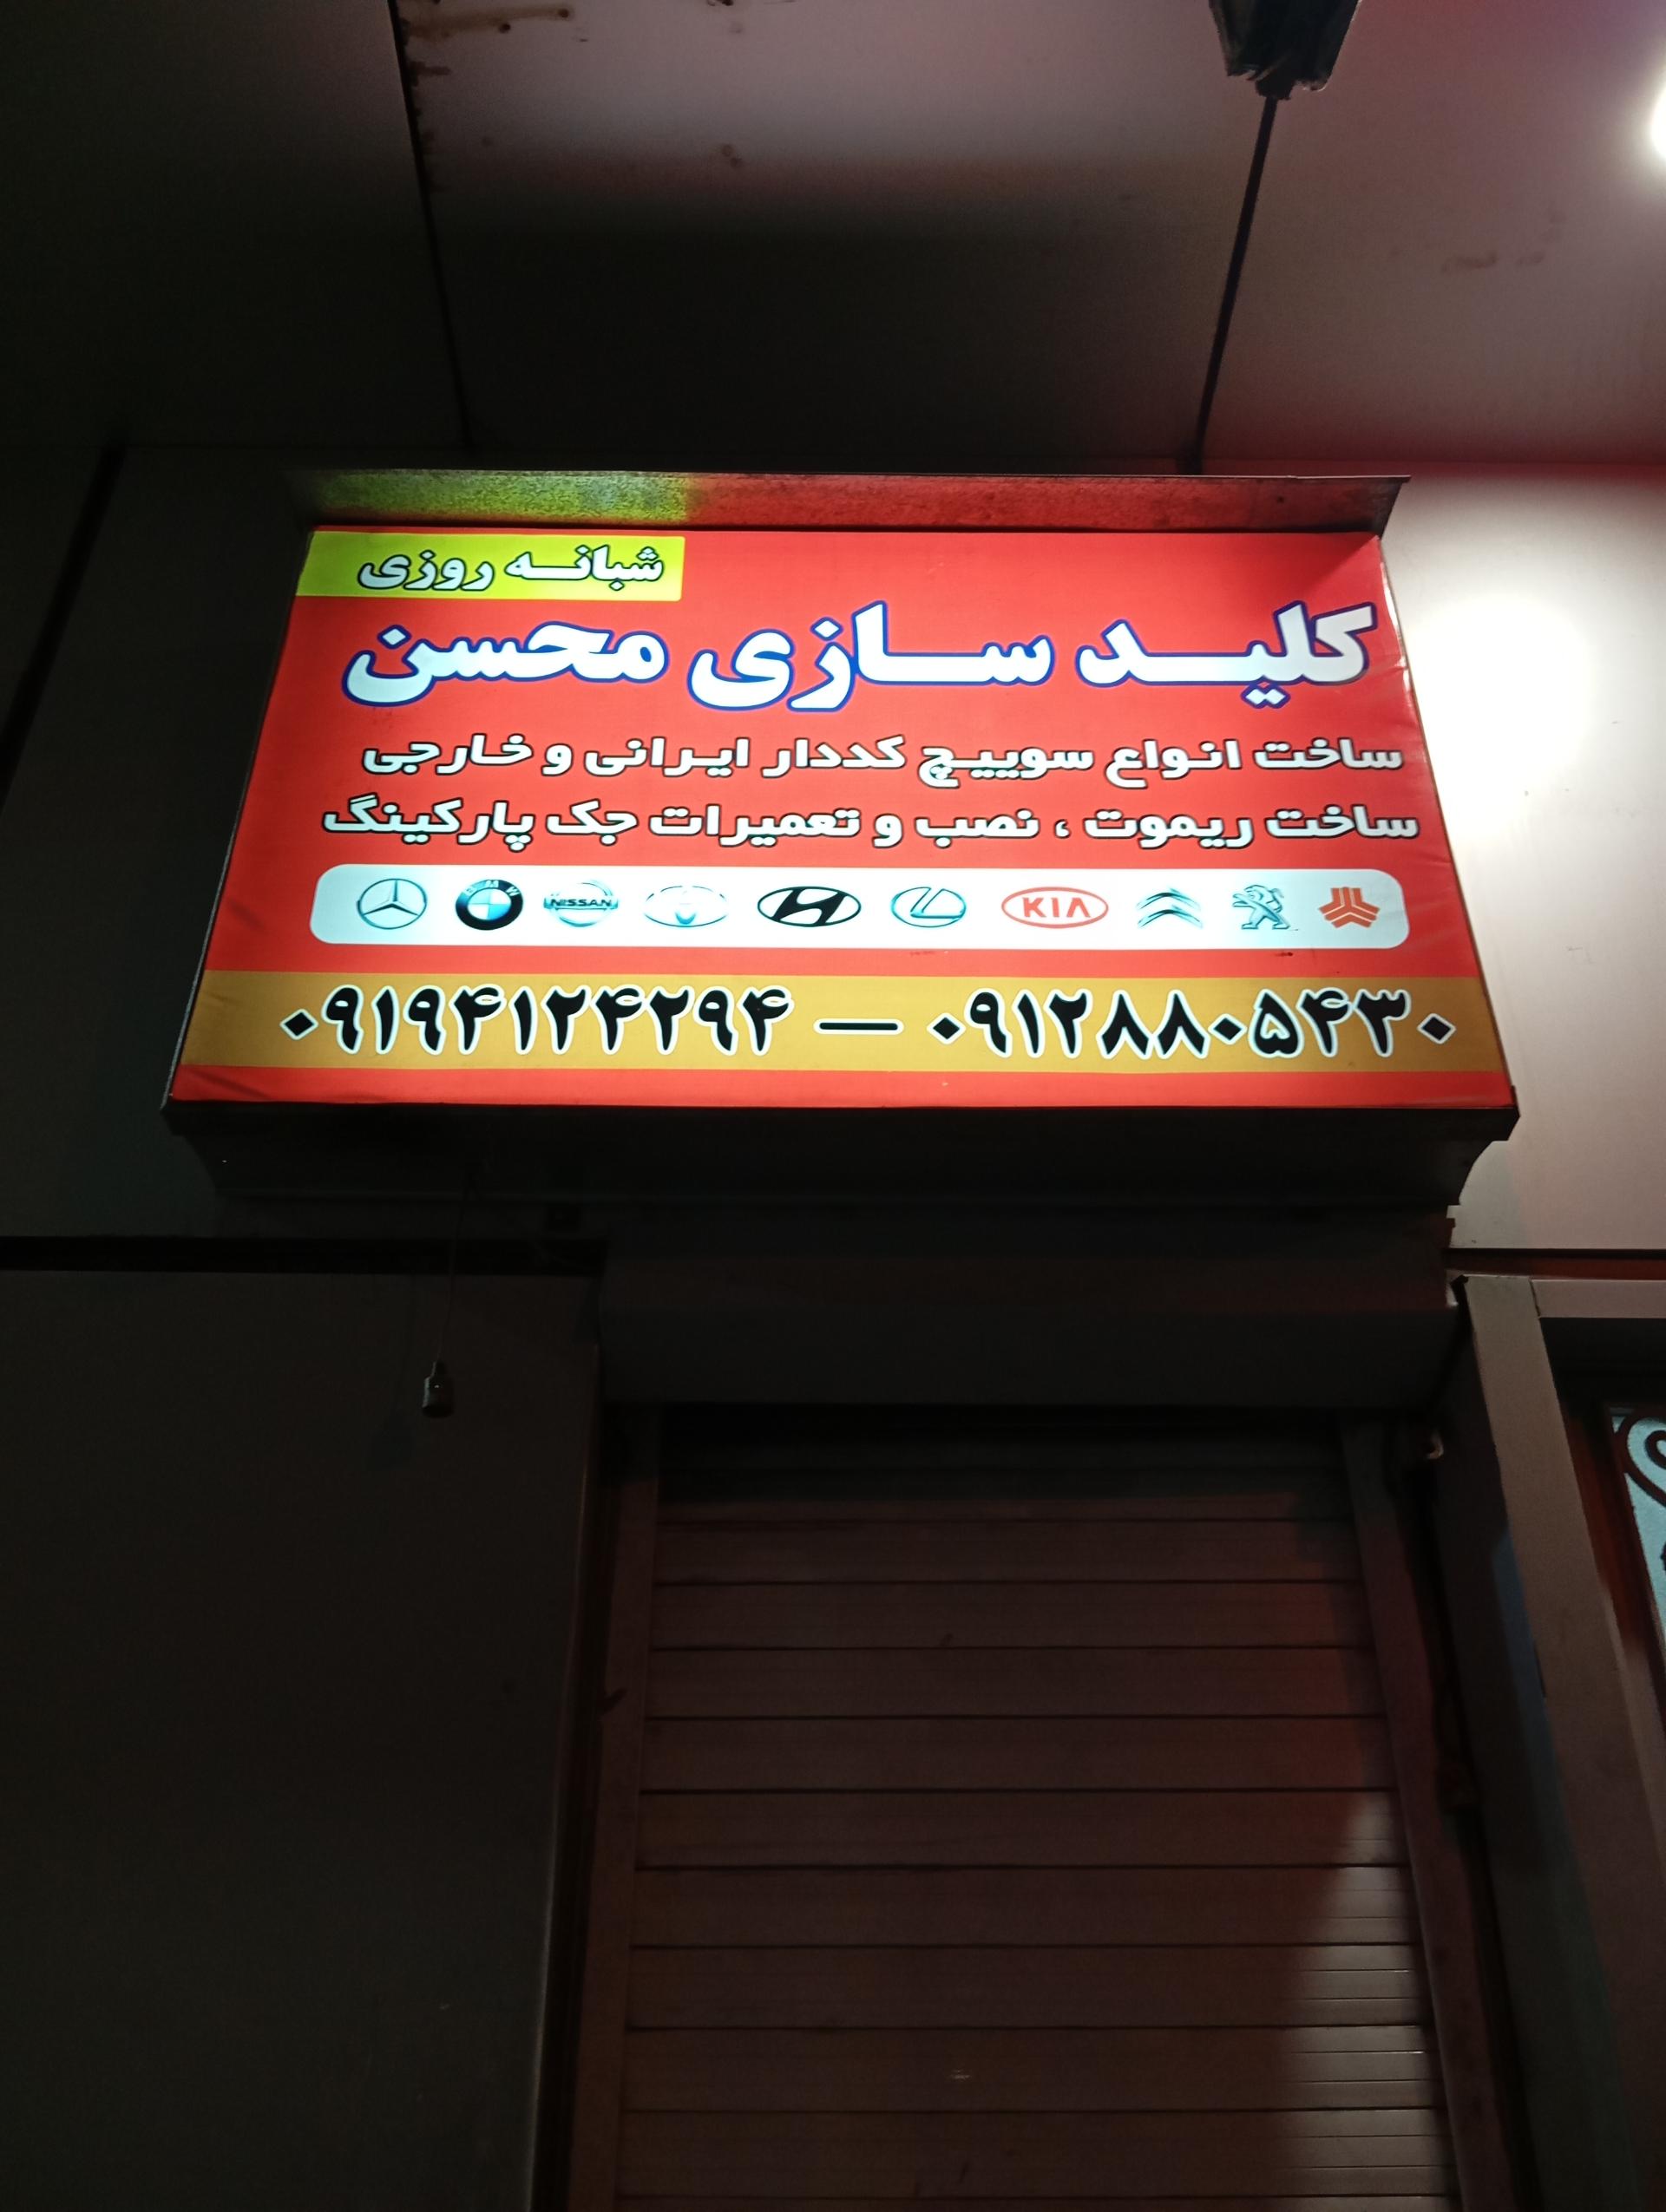 شبانه روزی
کلید سازی محسن
ساخت انواع سوییچ کددار ایرانی و خارجی
ساخت ریموت ، نصب و تعمیرات جک پارکینگ
NISSAN KIA
۰۹۱۹۴۱۲۴۲۹۴ — ۰۹۱۲۸۸۰۵۴۳۰